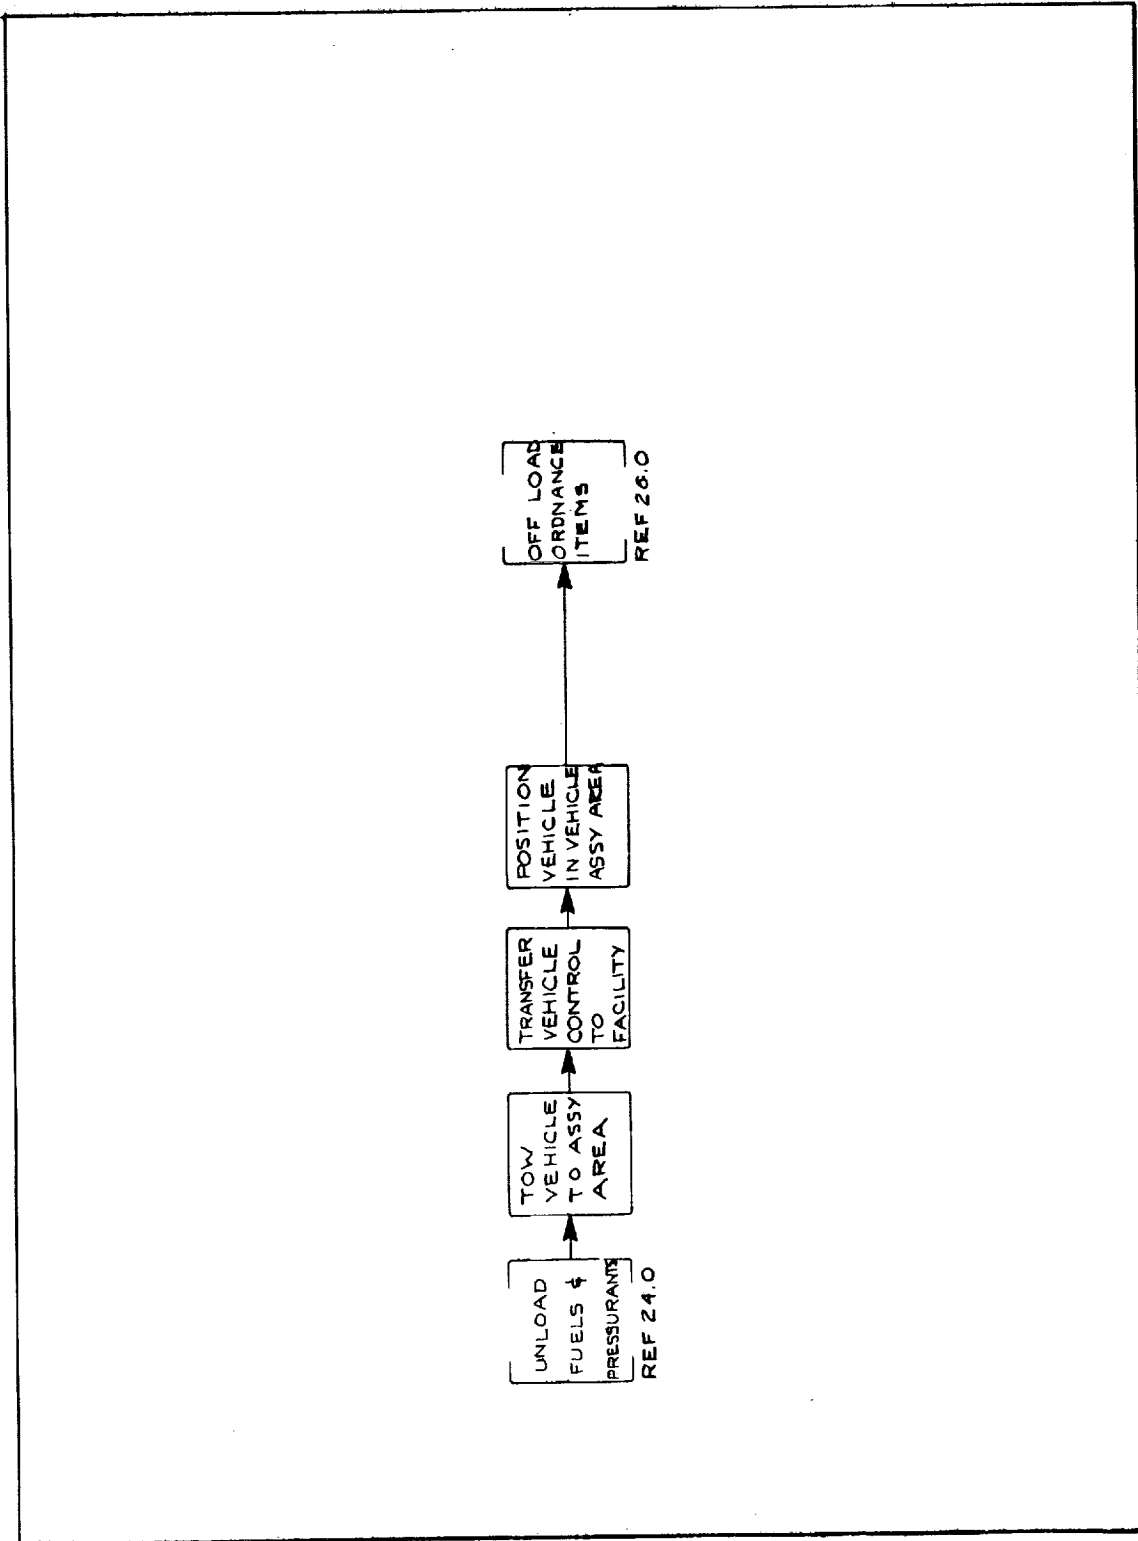 UNLOAD
FUELS &
PRESSURANTS
REF 24.0
TOW
VEHICLE
TO ASSY
AREA
TRANSFER
VEHICLE
CONTROL
TO
FACILITY
POSITION
VEHICLE
IN VEHICLE
ASSY AREA
OFF LOAD
ORDNANCE
ITEMS
REF 26.0